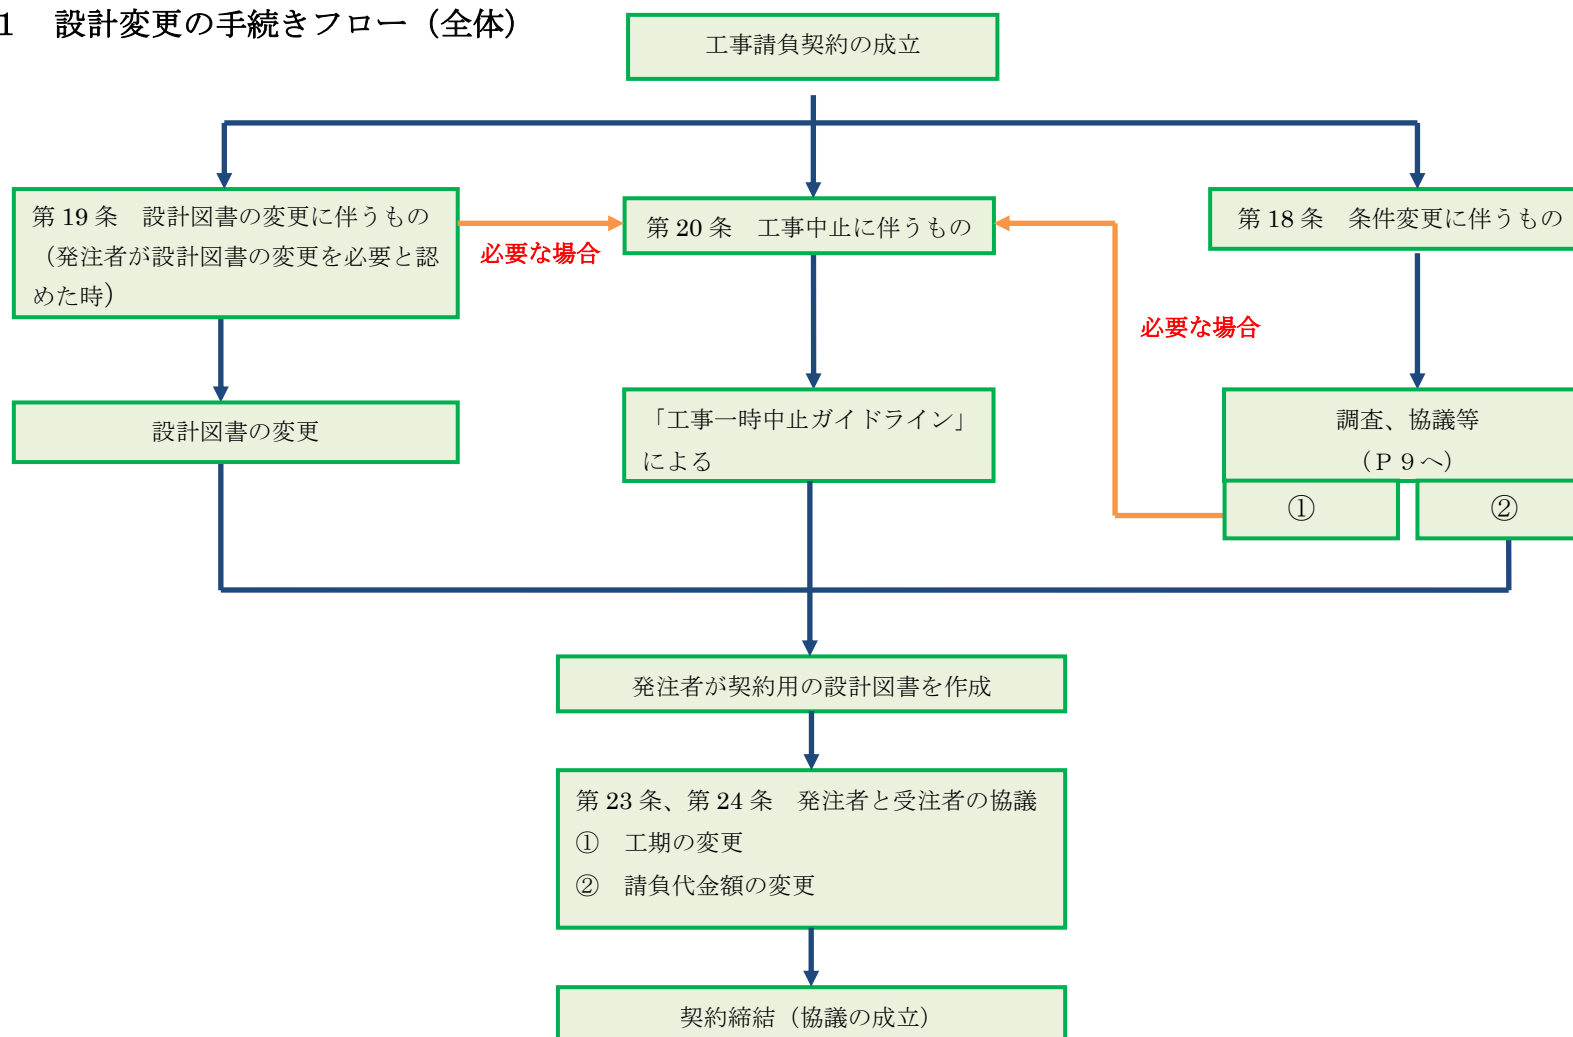 1　設計変更の手続きフロー（全体）
工事請負契約の成立
第 19 条　設計図書の変更に伴うもの
（発注者が設計図書の変更を必要と認
めた時）
必要な場合
第 20 条　工事中止に伴うもの
第 18 条　条件変更に伴うもの
必要な場合
設計図書の変更
「工事一時中止ガイドライン」
による
調査、協議等
（Ｐ９へ）
①
②
発注者が契約用の設計図書を作成
第 23 条、第 24 条　発注者と受注者の協議
①　工期の変更
②　請負代金額の変更
契約締結（協議の成立）